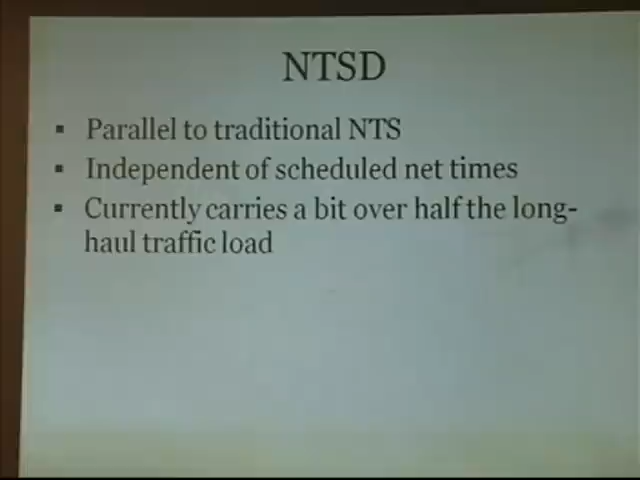 NTSD
▪ Parallel to traditional NTS
▪ Independent of scheduled net times
▪ Currently carries a bit over half the long-
haul traffic load